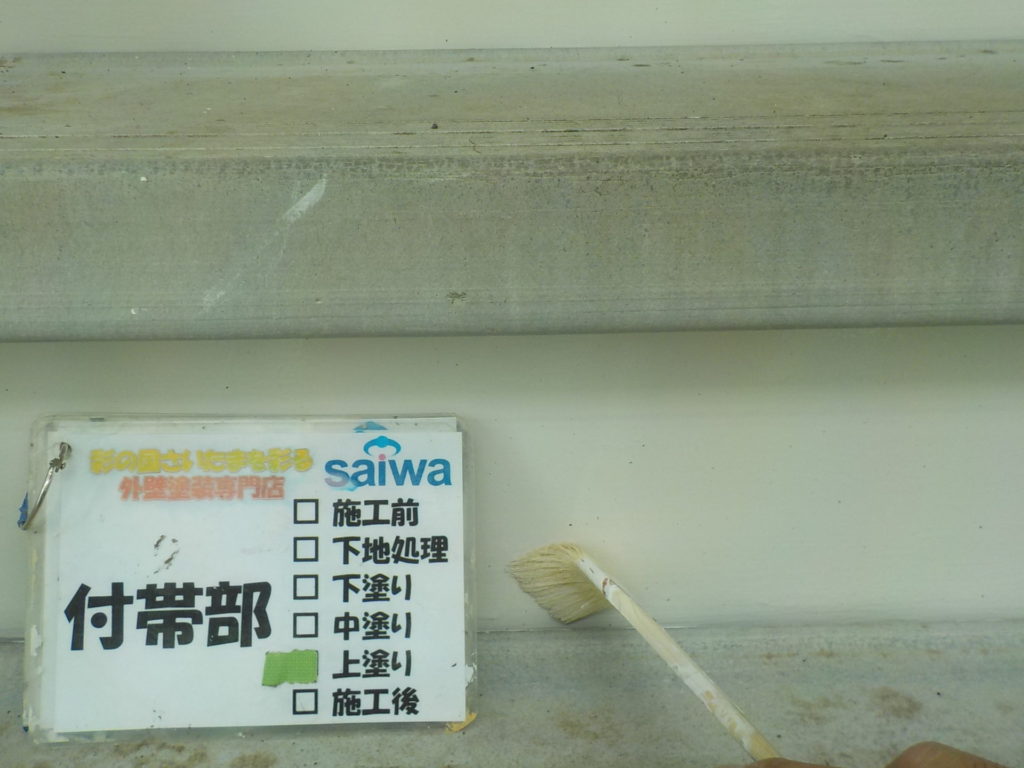 彩の国さいたまを彩る
外壁塗装専門店
saiwa
付帯部
□ 施工前
□ 下地処理
□ 下塗り
□ 中塗り
上塗り
□ 施工後